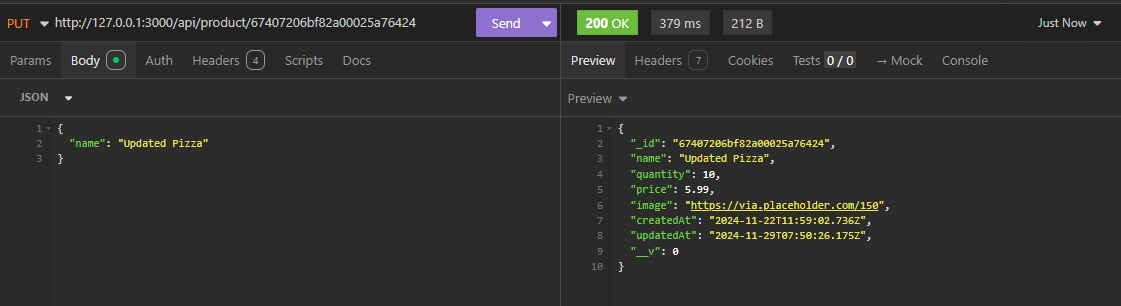 PUT http://127.0.0.1:3000/api/product/67407206bf82a00025a76424 Send
200 OK 379 ms 212 B Just Now
Params Body Auth Headers 4 Scripts Docs
Preview Headers 7 Cookies Tests 0 / 0 → Mock Console
JSON
Preview
1 {
2 "name": "Updated Pizza"
3 }
1 {
2 "_id": "67407206bf82a00025a76424",
3 "name": "Updated Pizza",
4 "quantity": 10,
5 "price": 5.99,
6 "image": "https://via.placeholder.com/150",
7 "createdAt": "2024-11-22T11:59:02.736Z",
8 "updatedAt": "2024-11-29T07:50:26.175Z",
9 "__v": 0
10 }